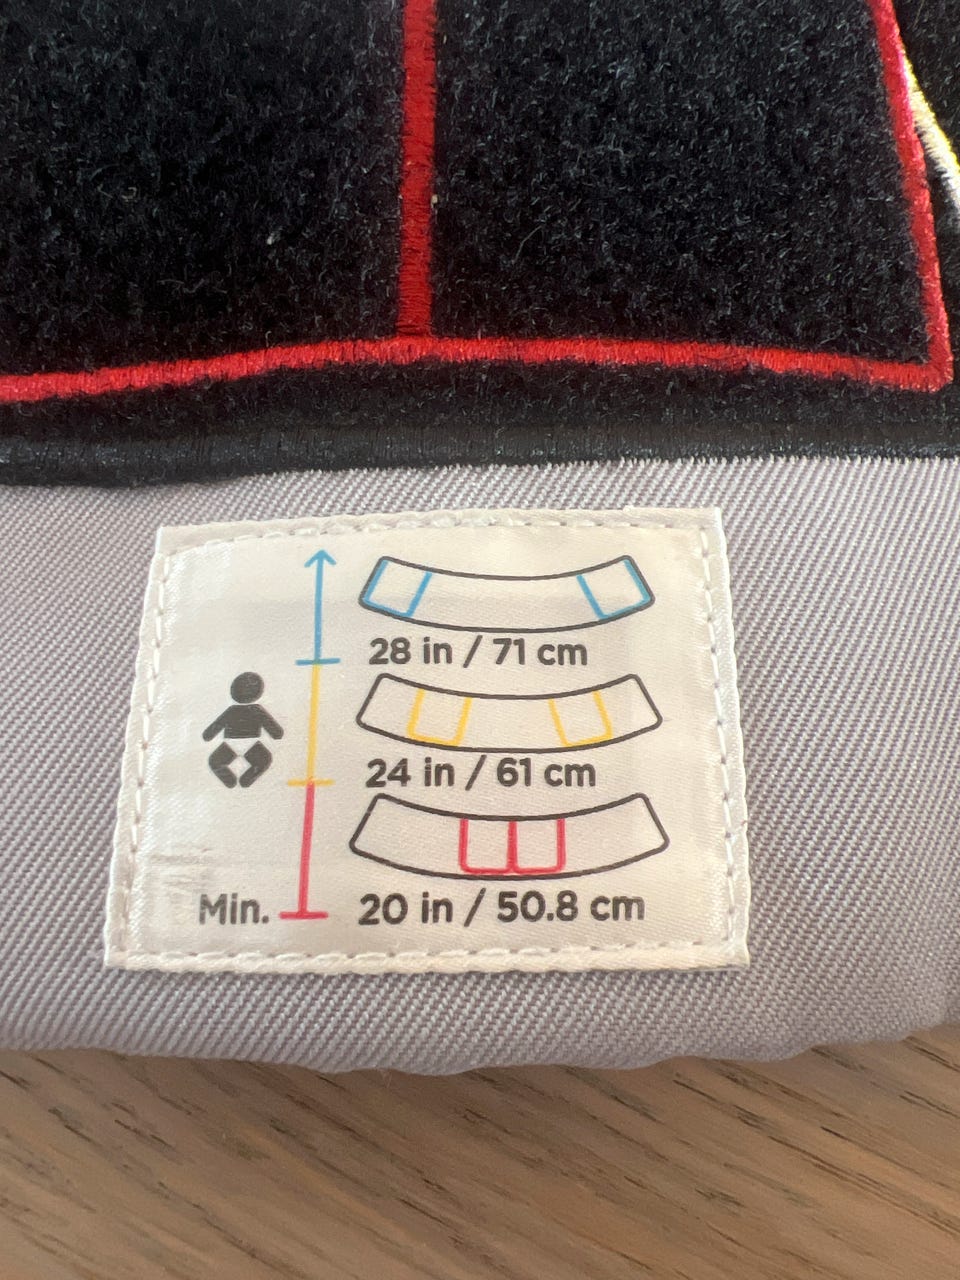 28 in / 71 cm
24 in / 61 cm
Min. 20 in / 50.8 cm